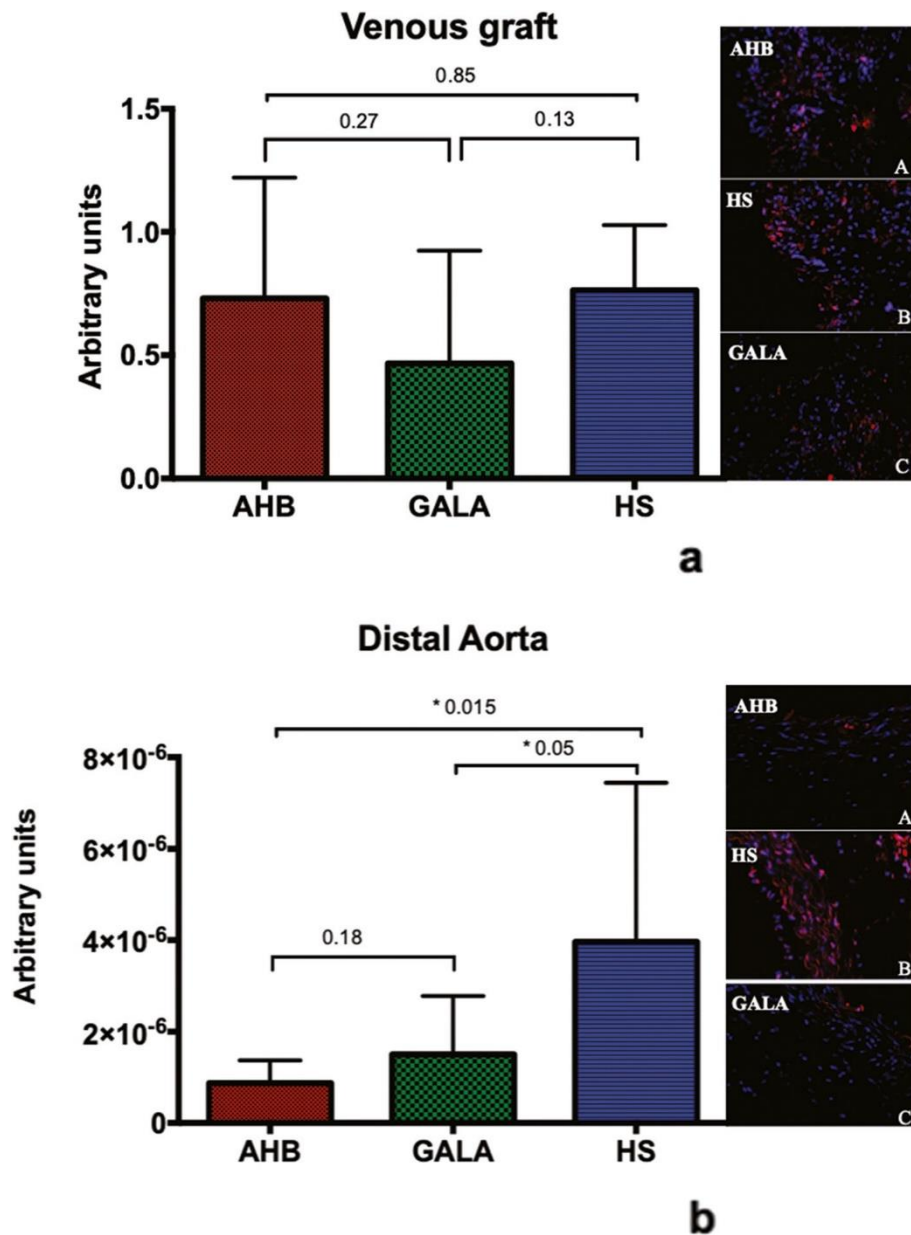 Venous graft
0.85
0.27
0.13
1.5
1.0
0.5
0.0
Arbitrary units
AHB
GALA
HS
AHB
A
HS
B
GALA
C
a
Distal Aorta
* 0.015
* 0.05
0.18
8×10⁻⁶
6×10⁻⁶
4×10⁻⁶
2×10⁻⁶
0
Arbitrary units
AHB
GALA
HS
AHB
A
HS
B
GALA
C
b